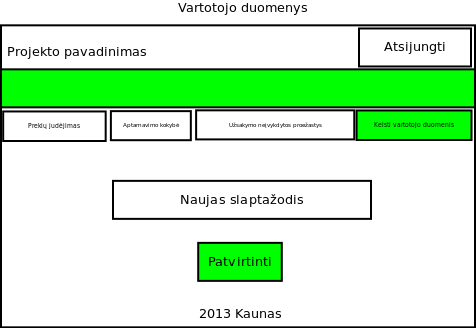 Vartotojo duomenys
Projekto pavadinimas
Atsijungti
Prekių judėjimas
Aptarnavimo kokybė
Užsakymo neįvykdytos priežastys
Keisti vartotojo duomenis
Naujas slaptažodis
Patvirtinti
2013 Kaunas